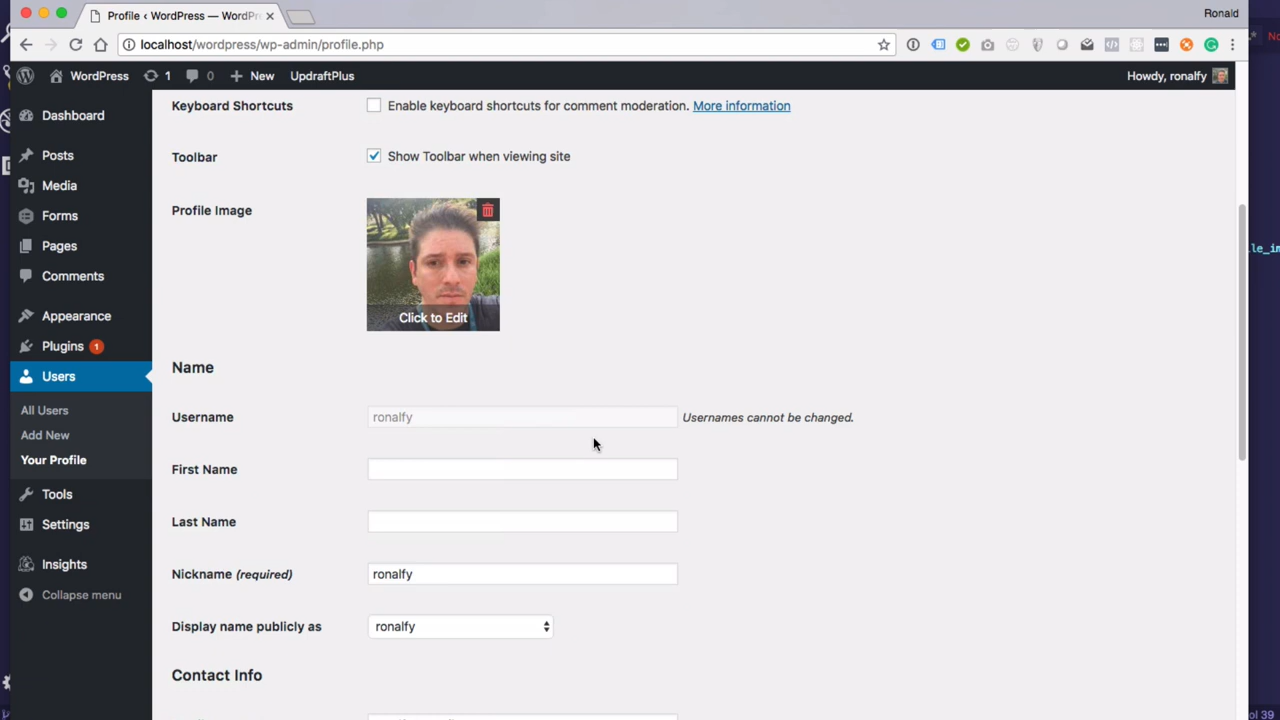 Profile ‹ WordPress — WordPr
Ronald
localhost/wordpress/wp-admin/profile.php
WordPress 1 0 New UpdraftPlus Howdy, ronalfy
Keyboard Shortcuts Enable keyboard shortcuts for comment moderation. More information
Dashboard
Toolbar Show Toolbar when viewing site
Posts
Media
Profile Image
Forms
Pages
Comments
Appearance
Click to Edit
Plugins 1
Name
Users
All Users
Username ronalfy Usernames cannot be changed.
Add New
Your Profile
First Name
Tools
Last Name
Settings
Insights
Nickname (required) ronalfy
Collapse menu
Display name publicly as ronalfy
Contact Info
ol 39